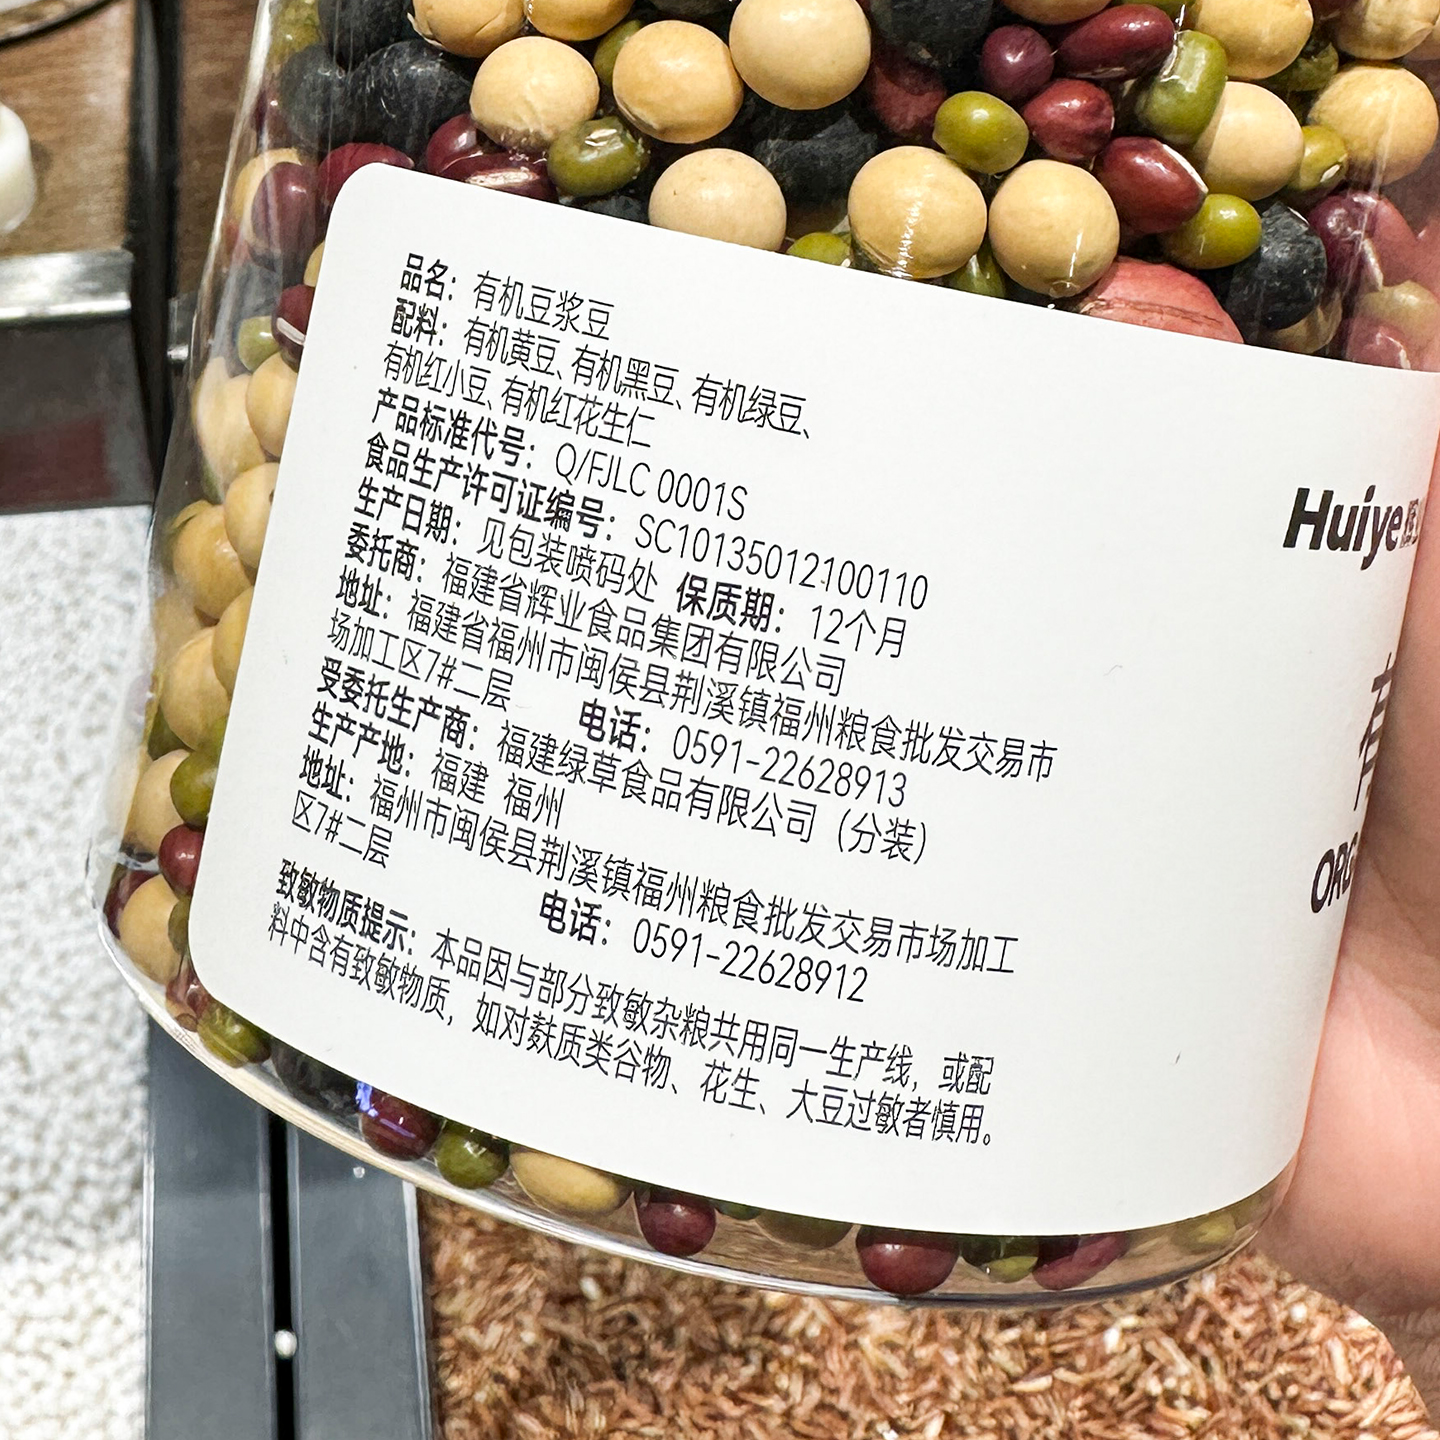 品名：有机豆浆豆
配料：有机黄豆、有机黑豆、有机绿豆、
有机红小豆、有机红花生仁
产品标准代号：Q/FJLC 0001S
食品生产许可证编号：SC10135012100110
生产日期：见包装喷码处 保质期：12个月
委托商：福建省辉业食品集团有限公司
地址：福建省福州市闽侯县荆溪镇福州粮食批发交易市
场加工区7#二层 电话：0591-22628913
受委托生产商：福建绿草食品有限公司（分装）
生产产地：福建 福州
地址：福州市闽侯县荆溪镇福州粮食批发交易市场加工
区7#二层 电话：0591-22628912
致敏物质提示：本品因与部分致敏杂粮共用同一生产线，或配
料中含有致敏物质，如对麸质类谷物、花生、大豆过敏者慎用。
Huiye